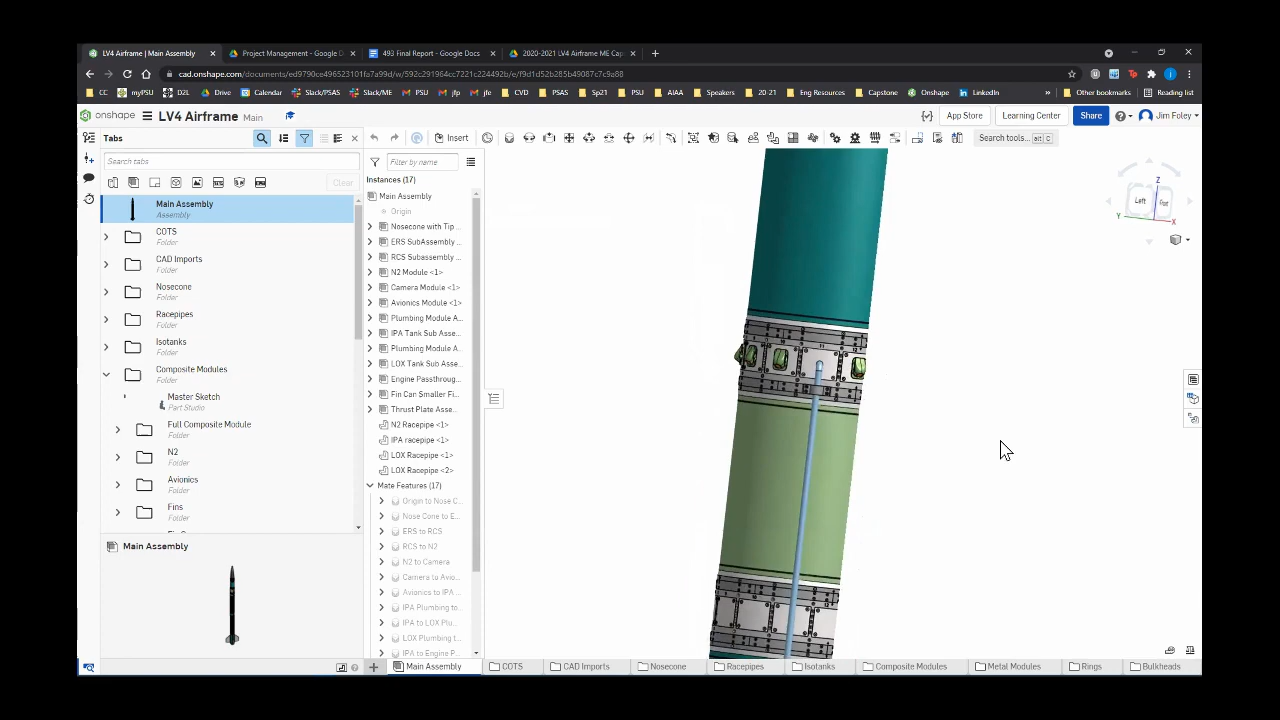 LV4 Airframe | Main Assembly
Project Management - Google D
493 Final Report - Google Docs
2020-2021 LV4 Airframe ME Cap
cad.onshape.com/documents/ed9790ce496523101fa7a99d/w/592c291964cc7221c224492b/e/f9d1d52b285b49087c7c9a88
CC
myPSU
D2L
Drive
Calendar
Slack/PSAS
Slack/ME
PSU
jfp
jfe
CVD
PSAS
Sp21
PSU
AIAA
Speakers
20-21
Eng Resources
Capstone
Onshape
LinkedIn
Other bookmarks
Reading list
onshape
LV4 Airframe Main
App Store
Learning Center
Share
Jim Foley
Tabs
Insert
Search tools...
alt C
Search tabs
Filter by name
Clear
Instances (17)
Main Assembly
Assembly
COTS
Folder
CAD Imports
Folder
Nosecone
Folder
Racepipes
Folder
Isotanks
Folder
Composite Modules
Folder
Master Sketch
Part Studio
Full Composite Module
Folder
N2
Folder
Avionics
Folder
Fins
Folder
Main Assembly
Main Assembly
Origin
Nosecone with Tip...
ERS SubAssembly ...
RCS Subassembly ...
N2 Module <1>
Camera Module <1>
Avionics Module <1>
Plumbing Module A...
IPA Tank Sub Asse...
Plumbing Module A...
LOX Tank Sub Asse...
Engine Passthroug...
Fin Can Smaller Fi...
Thrust Plate Asse...
N2 Racepipe <1>
IPA racepipe <1>
LOX Racepipe <1>
LOX Racepipe <2>
Mate Features (17)
Origin to Nose C...
Nose Cone to E...
ERS to RCS
RCS to N2
N2 to Camera
Camera to Avio...
Avionics to IPA ...
IPA Plumbing to...
IPA to LOX Plu...
LOX Plumbing t...
IPA to Engine P...
Z
Left
Y
X
Main Assembly
COTS
CAD Imports
Nosecone
Racepipes
Isotanks
Composite Modules
Metal Modules
Rings
Bulkheads